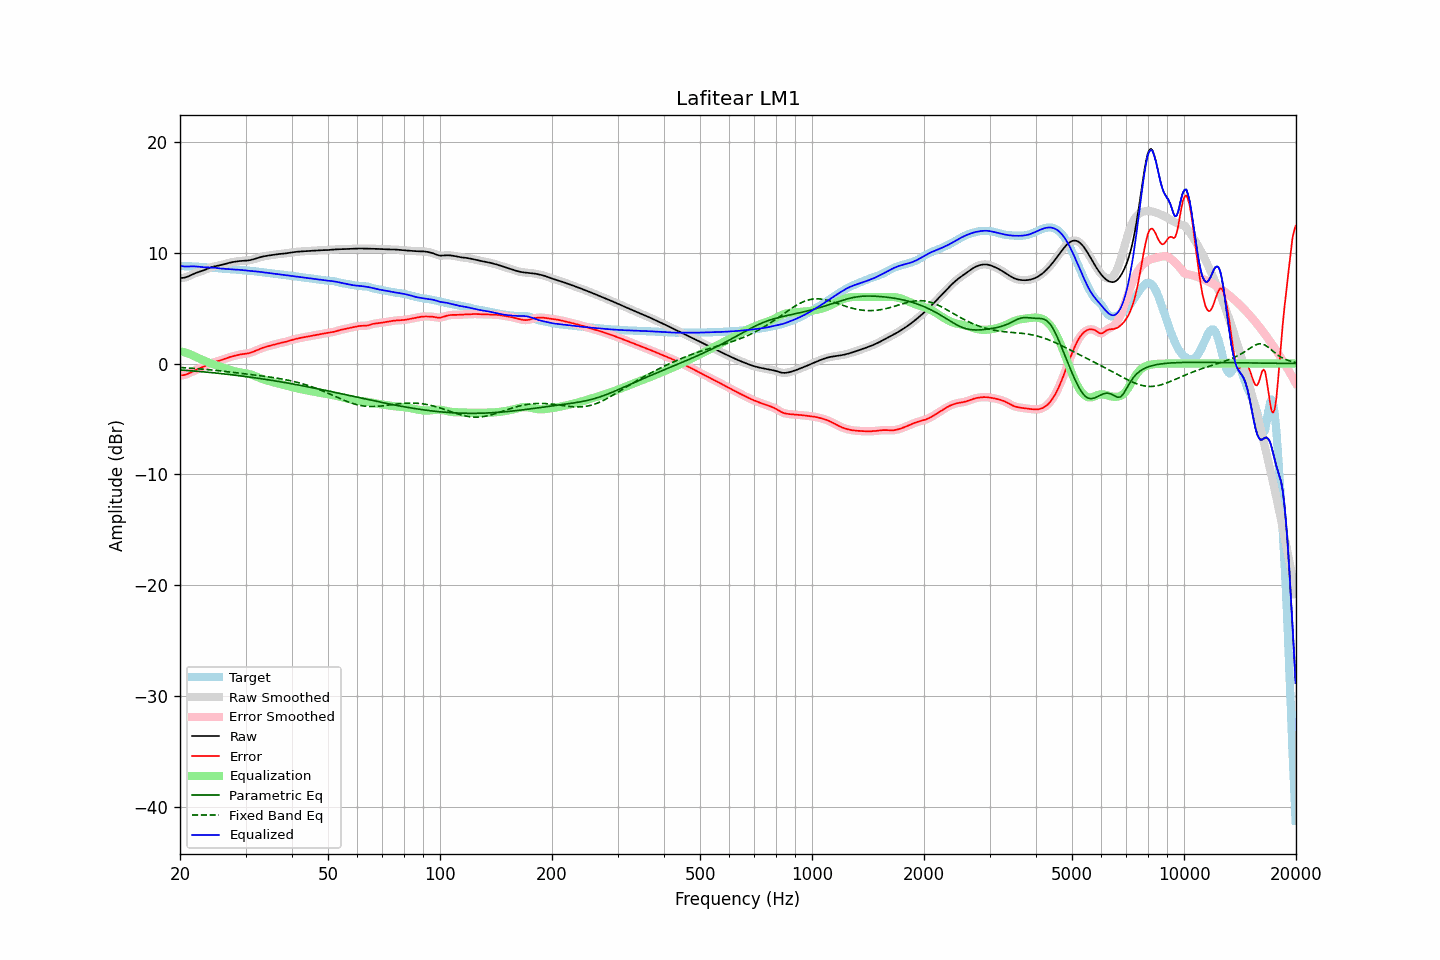 Lafitear LM1
Amplitude (dBr)
20
10
0
−10
−20
−30
−40
Target
Raw Smoothed
Error Smoothed
Raw
Error
Equalization
Parametric Eq
Fixed Band Eq
Equalized
20 50 100 200 500 1000 2000 5000 10000 20000
Frequency (Hz)